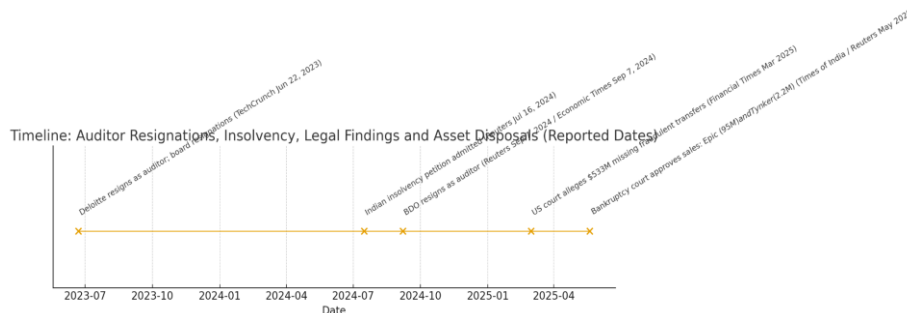 Timeline: Auditor Resignations, Insolvency, Legal Findings and Asset Disposals (Reported Dates)
Deloitte resigns as auditor; board resignations (TechCrunch Jun 22, 2023)
Indian insolvency petition admitted (Reuters Jul 16, 2024)
BDO resigns as auditor (Reuters Sep 7, 2024 / Economic Times Sep 7, 2024)
US court alleges $533M missing fraudulent transfers (Financial Times Mar 2025)
Bankruptcy court approves sales: Epic (95M)andTynker(2.2M) (Times of India / Reuters May
2023-07 2023-10 2024-01 2024-04 2024-07 2024-10 2025-01 2025-04
Date